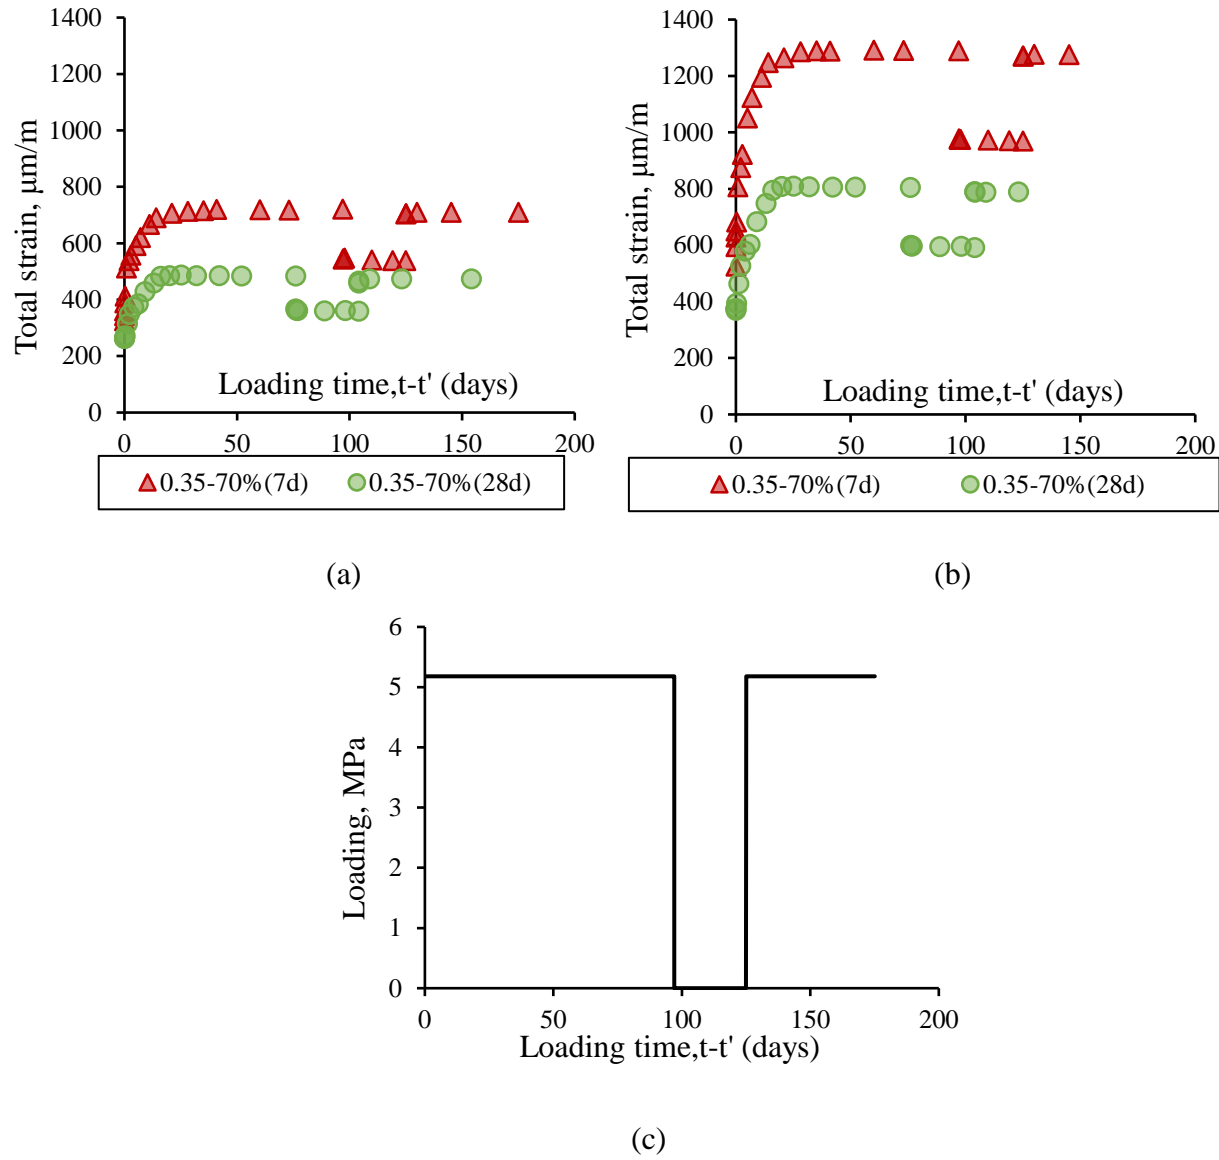 1400
1200
1000
800
600
400
200
0
Total strain, µm/m
Loading time,t-t' (days)
0 50 100 150 200
0.35-70%(7d) 0.35-70%(28d)
(a)
1400
1200
1000
800
600
400
200
0
Total strain, µm/m
Loading time,t-t' (days)
0 50 100 150 200
0.35-70%(7d) 0.35-70%(28d)
(b)
6
5
4
3
2
1
0
Loading, MPa
0 50 100 150 200
Loading time,t-t' (days)
(c)